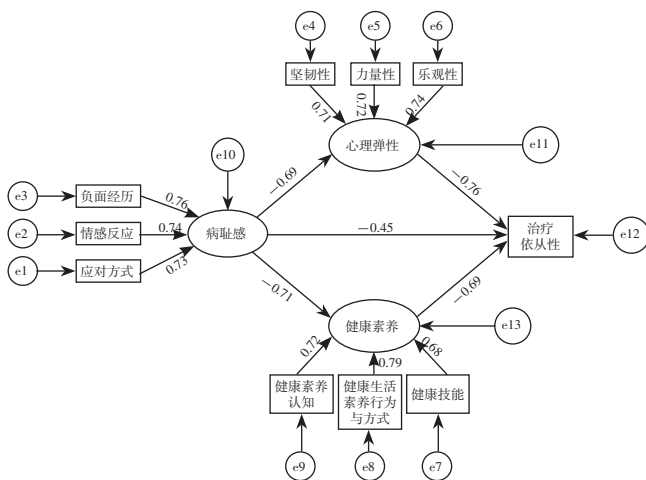 e4
e5
e6
坚韧性
力量性
乐观性
0.71
0.72
0.74
心理弹性
e11
e10
e3
负面经历
0.76
−0.69
−0.76
e2
情感反应
0.74
病耻感
−0.45
治疗
依从性
e12
e1
应对方式
0.73
−0.71
−0.69
健康素养
e13
0.72
0.79
0.68
健康素养
认知
健康生活
素养行为
与方式
健康技能
e9
e8
e7